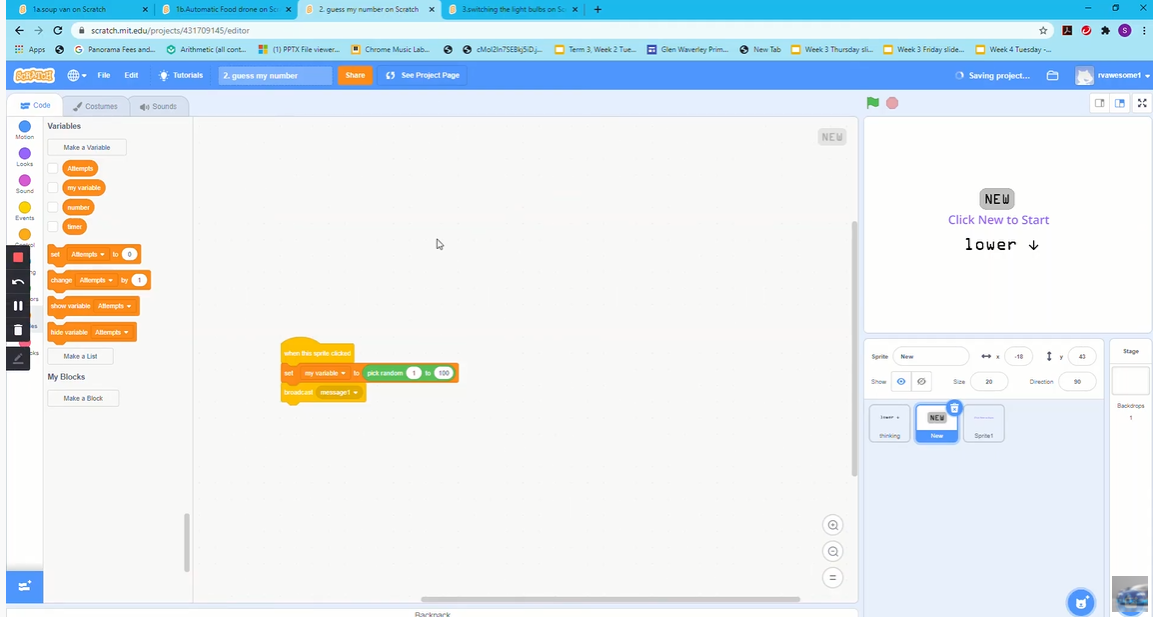 1a.soup van on Scratch
1b.Automatic Food drone on Scr
2. guess my number on Scratch
3.switching the light bulbs on Sc
scratch.mit.edu/projects/431709145/editor
S
Apps
Panorama Fees and...
Arithmetic (all cont...
(1) PPTX File viewer...
Chrome Music Lab...
cMol2In7SEBkj5iD.j...
Term 3, Week 2 Tue...
Glen Waverley Prim...
New Tab
Week 3 Thursday sli...
Week 3 Friday slide...
Week 4 Tuesday -...
SCRATCH
File
Edit
Tutorials
2. guess my number
Share
See Project Page
Saving project...
rvawesome1
Code
Costumes
Sounds
Motion
Looks
Sound
Events
Variables
Make a Variable
Attempts
my variable
number
timer
set Attempts to 0
change Attempts by 1
show variable Attempts
hide variable Attempts
Make a List
My Blocks
Make a Block
when this sprite clicked
set my variable to pick random 1 to 100
broadcast message1
NEW
NEW
Click New to Start
lower ↓
Sprite
New
x
-18
y
43
Show
Size
20
Direction
90
lower ↓
thinking
NEW
New
Sprite1
Stage
Backdrops
1
Backpack